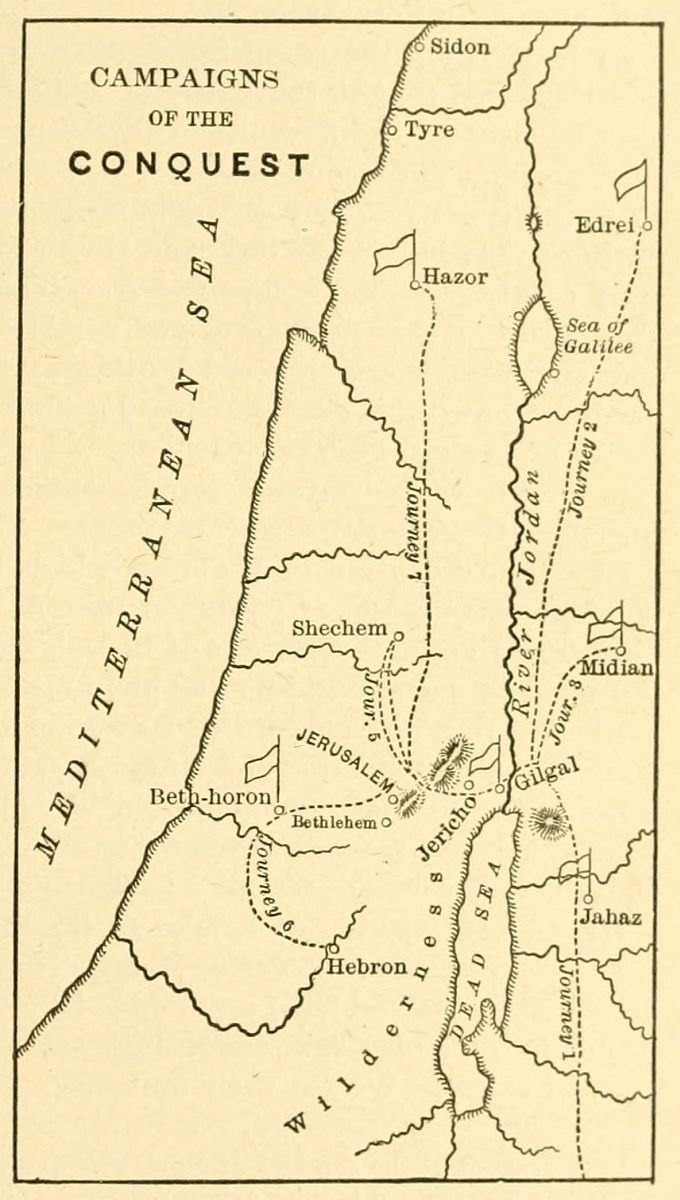 CAMPAIGNS
OF THE
CONQUEST
Sidon
Tyre
Edrei
Hazor
Sea of
Galilee
MEDITERRANEAN SEA
Journey 2
Journey 7
River Jordan
Shechem
Midian
Jour. 5
Jour. 3
JERUSALEM
Gilgal
Beth-horon
Bethlehem
Jericho
Journey 6
DEAD SEA
Jahaz
Hebron
Journey 1
Wilderness